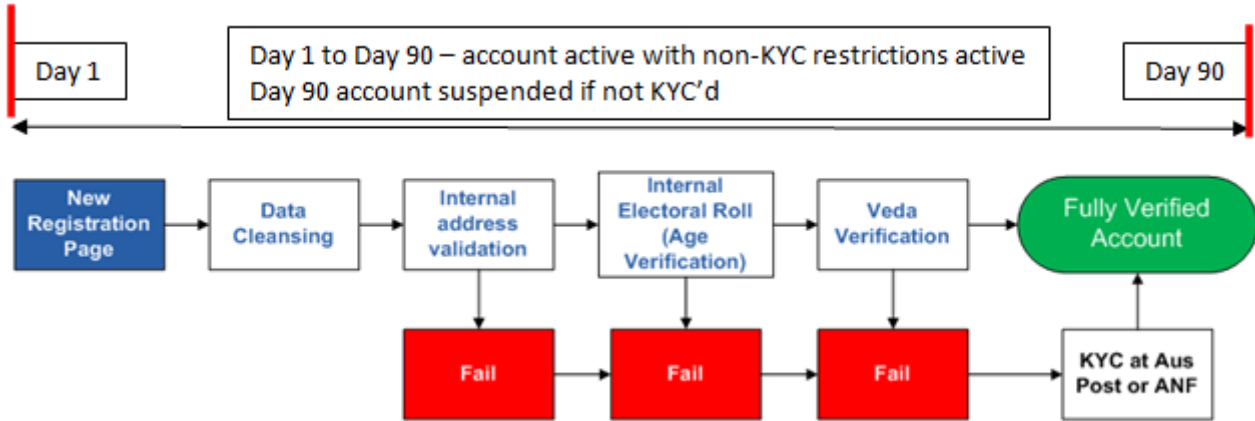 Day 1
Day 1 to Day 90 – account active with non-KYC restrictions active
Day 90 account suspended if not KYC’d
Day 90
New
Registration
Page
Data
Cleansing
Internal
address
validation
Internal
Electoral Roll
(Age
Verification)
Veda
Verification
Fully Verified
Account
Fail
Fail
Fail
KYC at Aus
Post or ANF